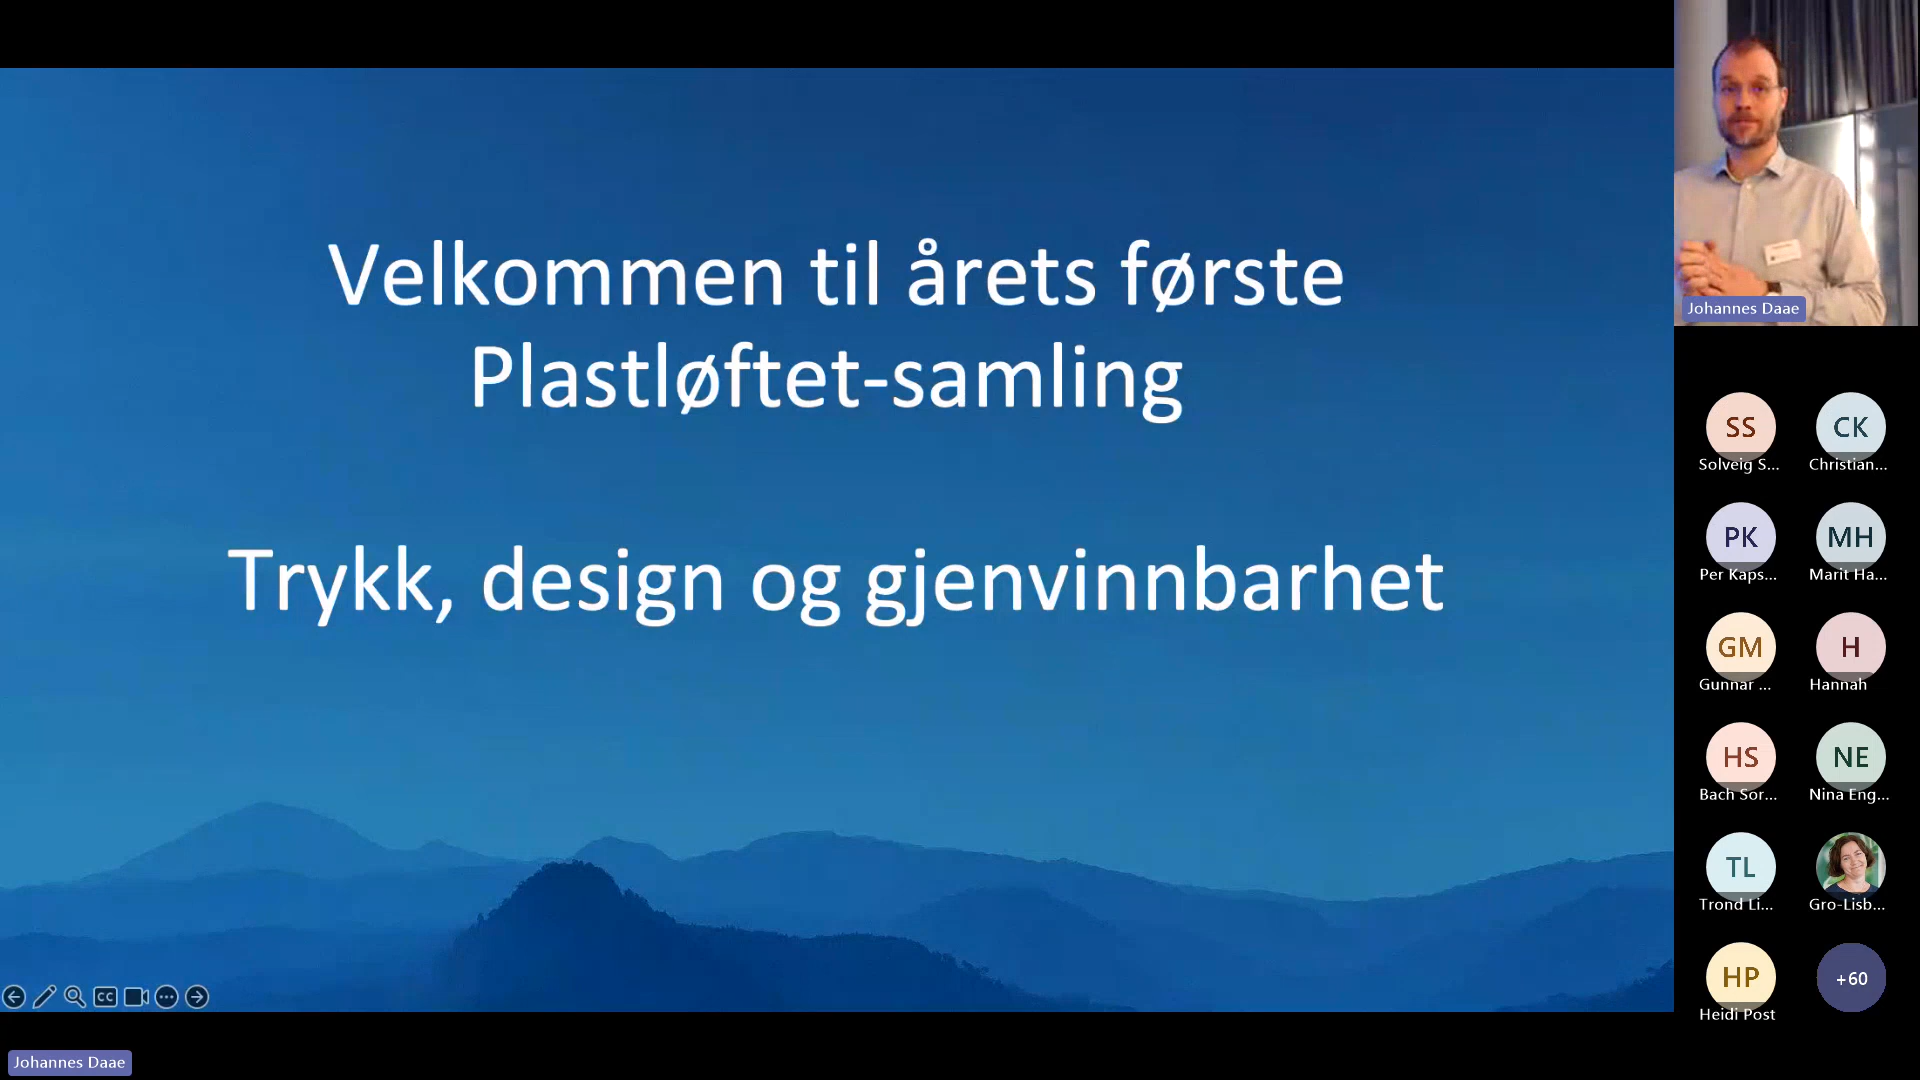 Velkommen til årets første
Plastløftet-samling
Trykk, design og gjenvinnbarhet
CC
Johannes Daae
Johannes Daae
SS
Solveig S...
CK
Christian...
PK
Per Kaps...
MH
Marit Ha...
GM
Gunnar ...
H
Hannah
HS
Bach Sor...
NE
Nina Eng...
TL
Trond Li...
Gro-Lisb...
HP
Heidi Post
+60